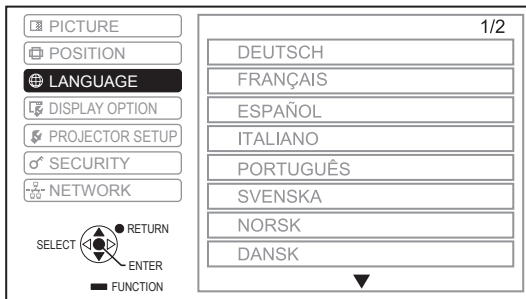 PICTURE
POSITION
LANGUAGE
DISPLAY OPTION
PROJECTOR SETUP
SECURITY
NETWORK
RETURN
SELECT
ENTER
FUNCTION
1/2
DEUTSCH
FRANÇAIS
ESPAÑOL
ITALIANO
PORTUGUÊS
SVENSKA
NORSK
DANSK